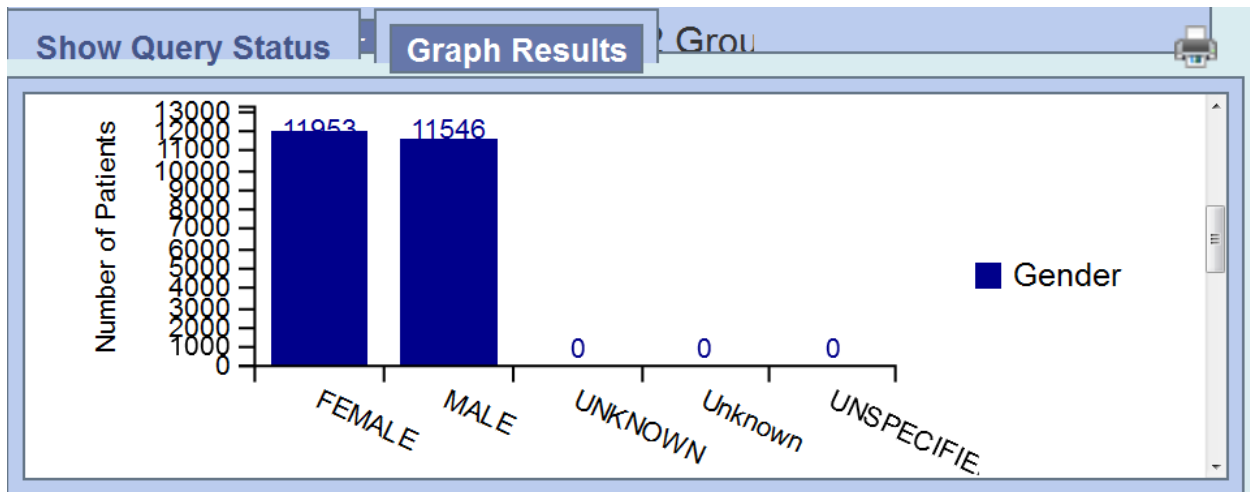 Show Query Status
Graph Results
2 Grou
Number of Patients
13000
12000
11000
10000
9000
8000
7000
6000
5000
4000
3000
2000
1000
0
11953
11546
0
0
0
FEMALE
MALE
UNKNOWN
Unknown
UNSPECIFIE.
Gender